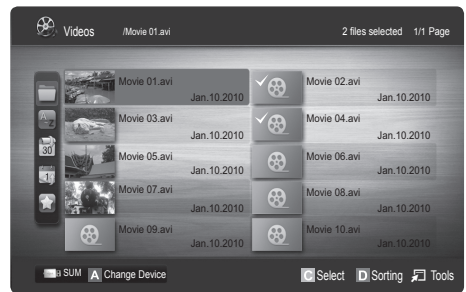 Videos /Movie 01.avi 2 files selected 1/1 Page
Movie 01.avi Movie 02.avi
Jan.10.2010 Jan.10.2010
Movie 03.avi Movie 04.avi
Jan.10.2010 Jan.10.2010
Movie 05.avi Movie 06.avi
Jan.10.2010 Jan.10.2010
Movie 07.avi Movie 08.avi
Jan.10.2010 Jan.10.2010
Movie 09.avi Movie 10.avi
Jan.10.2010 Jan.10.2010
A
Z
30
1
SUM A Change Device C Select D Sorting Tools